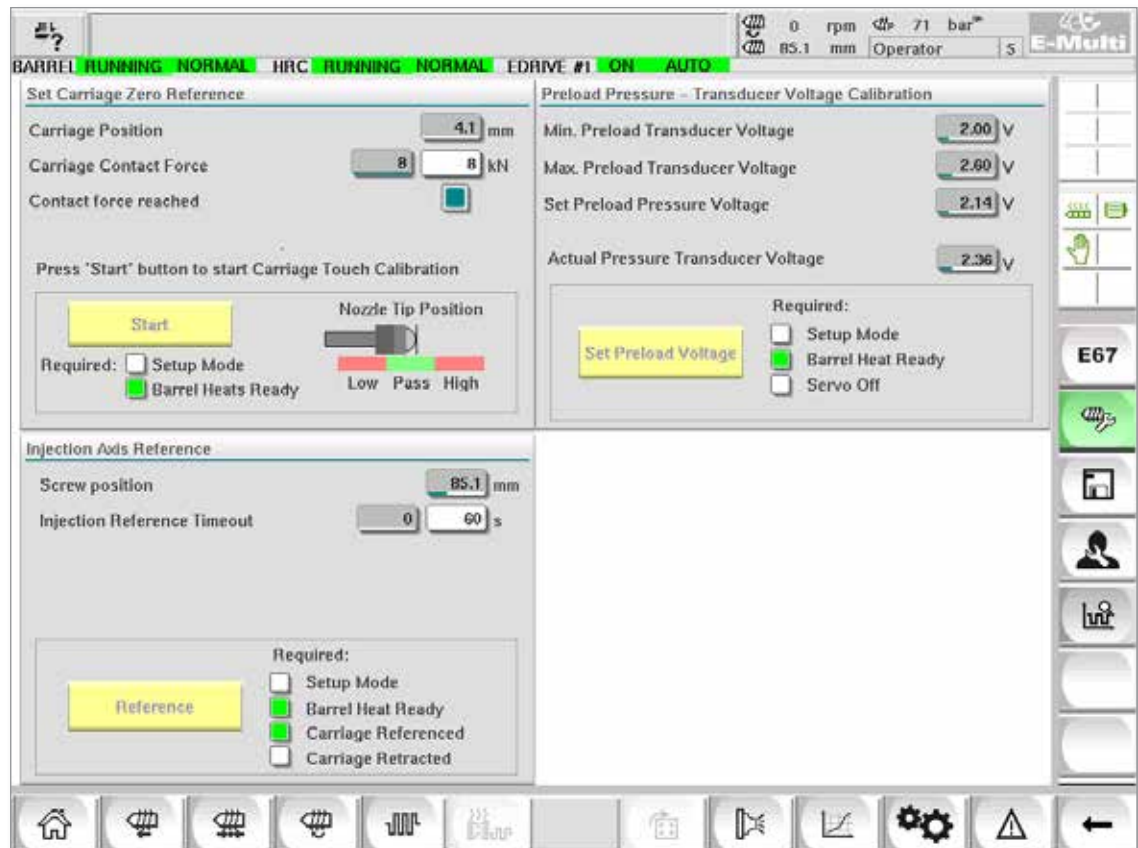 0 rpm 71 bar
85.1 mm Operator 5
E-Multi
BARREL RUNNING NORMAL HRC RUNNING NORMAL EDRIVE #1 ON AUTO
Set Carriage Zero Reference
Carriage Position 4.1 mm
Carriage Contact Force 8 8 kN
Contact force reached
Press "Start" button to start Carriage Touch Calibration
Start
Nozzle Tip Position
Required: Setup Mode
Barrel Heats Ready
Low Pass High
Preload Pressure - Transducer Voltage Calibration
Min. Preload Transducer Voltage 2.00 V
Max. Preload Transducer Voltage 2.60 V
Set Preload Pressure Voltage 2.14 V
Actual Pressure Transducer Voltage 2.36 V
Required:
Set Preload Voltage
Setup Mode
Barrel Heat Ready
Servo Off
E67
Injection Axis Reference
Screw position 85.1 mm
Injection Reference Timeout 0 60 s
Required:
Reference
Setup Mode
Barrel Heat Ready
Carriage Referenced
Carriage Retracted